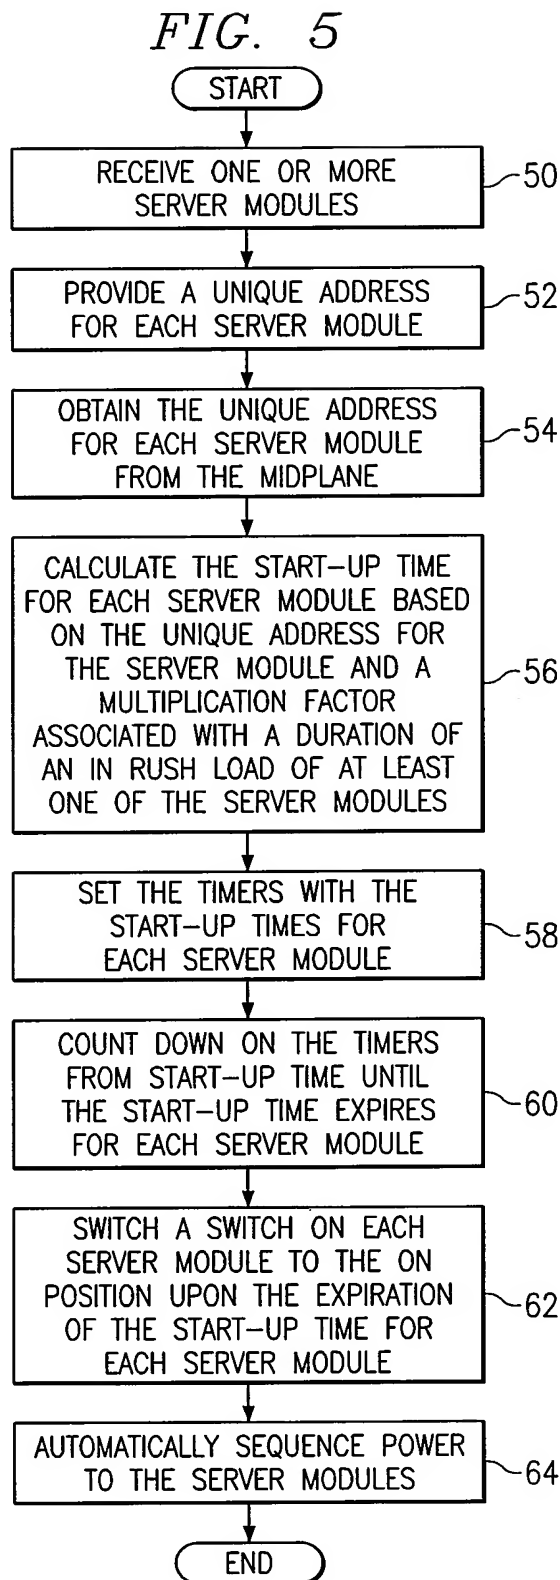 FIG. 5
START
RECEIVE ONE OR MORE
SERVER MODULES
50
PROVIDE A UNIQUE ADDRESS
FOR EACH SERVER MODULE
52
OBTAIN THE UNIQUE ADDRESS
FOR EACH SERVER MODULE
FROM THE MIDPLANE
54
CALCULATE THE START-UP TIME
FOR EACH SERVER MODULE BASED
ON THE UNIQUE ADDRESS FOR
THE SERVER MODULE AND A
MULTIPLICATION FACTOR
ASSOCIATED WITH A DURATION OF
AN IN RUSH LOAD OF AT LEAST
ONE OF THE SERVER MODULES
56
SET THE TIMERS WITH THE
START-UP TIMES FOR
EACH SERVER MODULE
58
COUNT DOWN ON THE TIMERS
FROM START-UP TIME UNTIL
THE START-UP TIME EXPIRES
FOR EACH SERVER MODULE
60
SWITCH A SWITCH ON EACH
SERVER MODULE TO THE ON
POSITION UPON THE EXPIRATION
OF THE START-UP TIME FOR
EACH SERVER MODULE
62
AUTOMATICALLY SEQUENCE POWER
TO THE SERVER MODULES
64
END